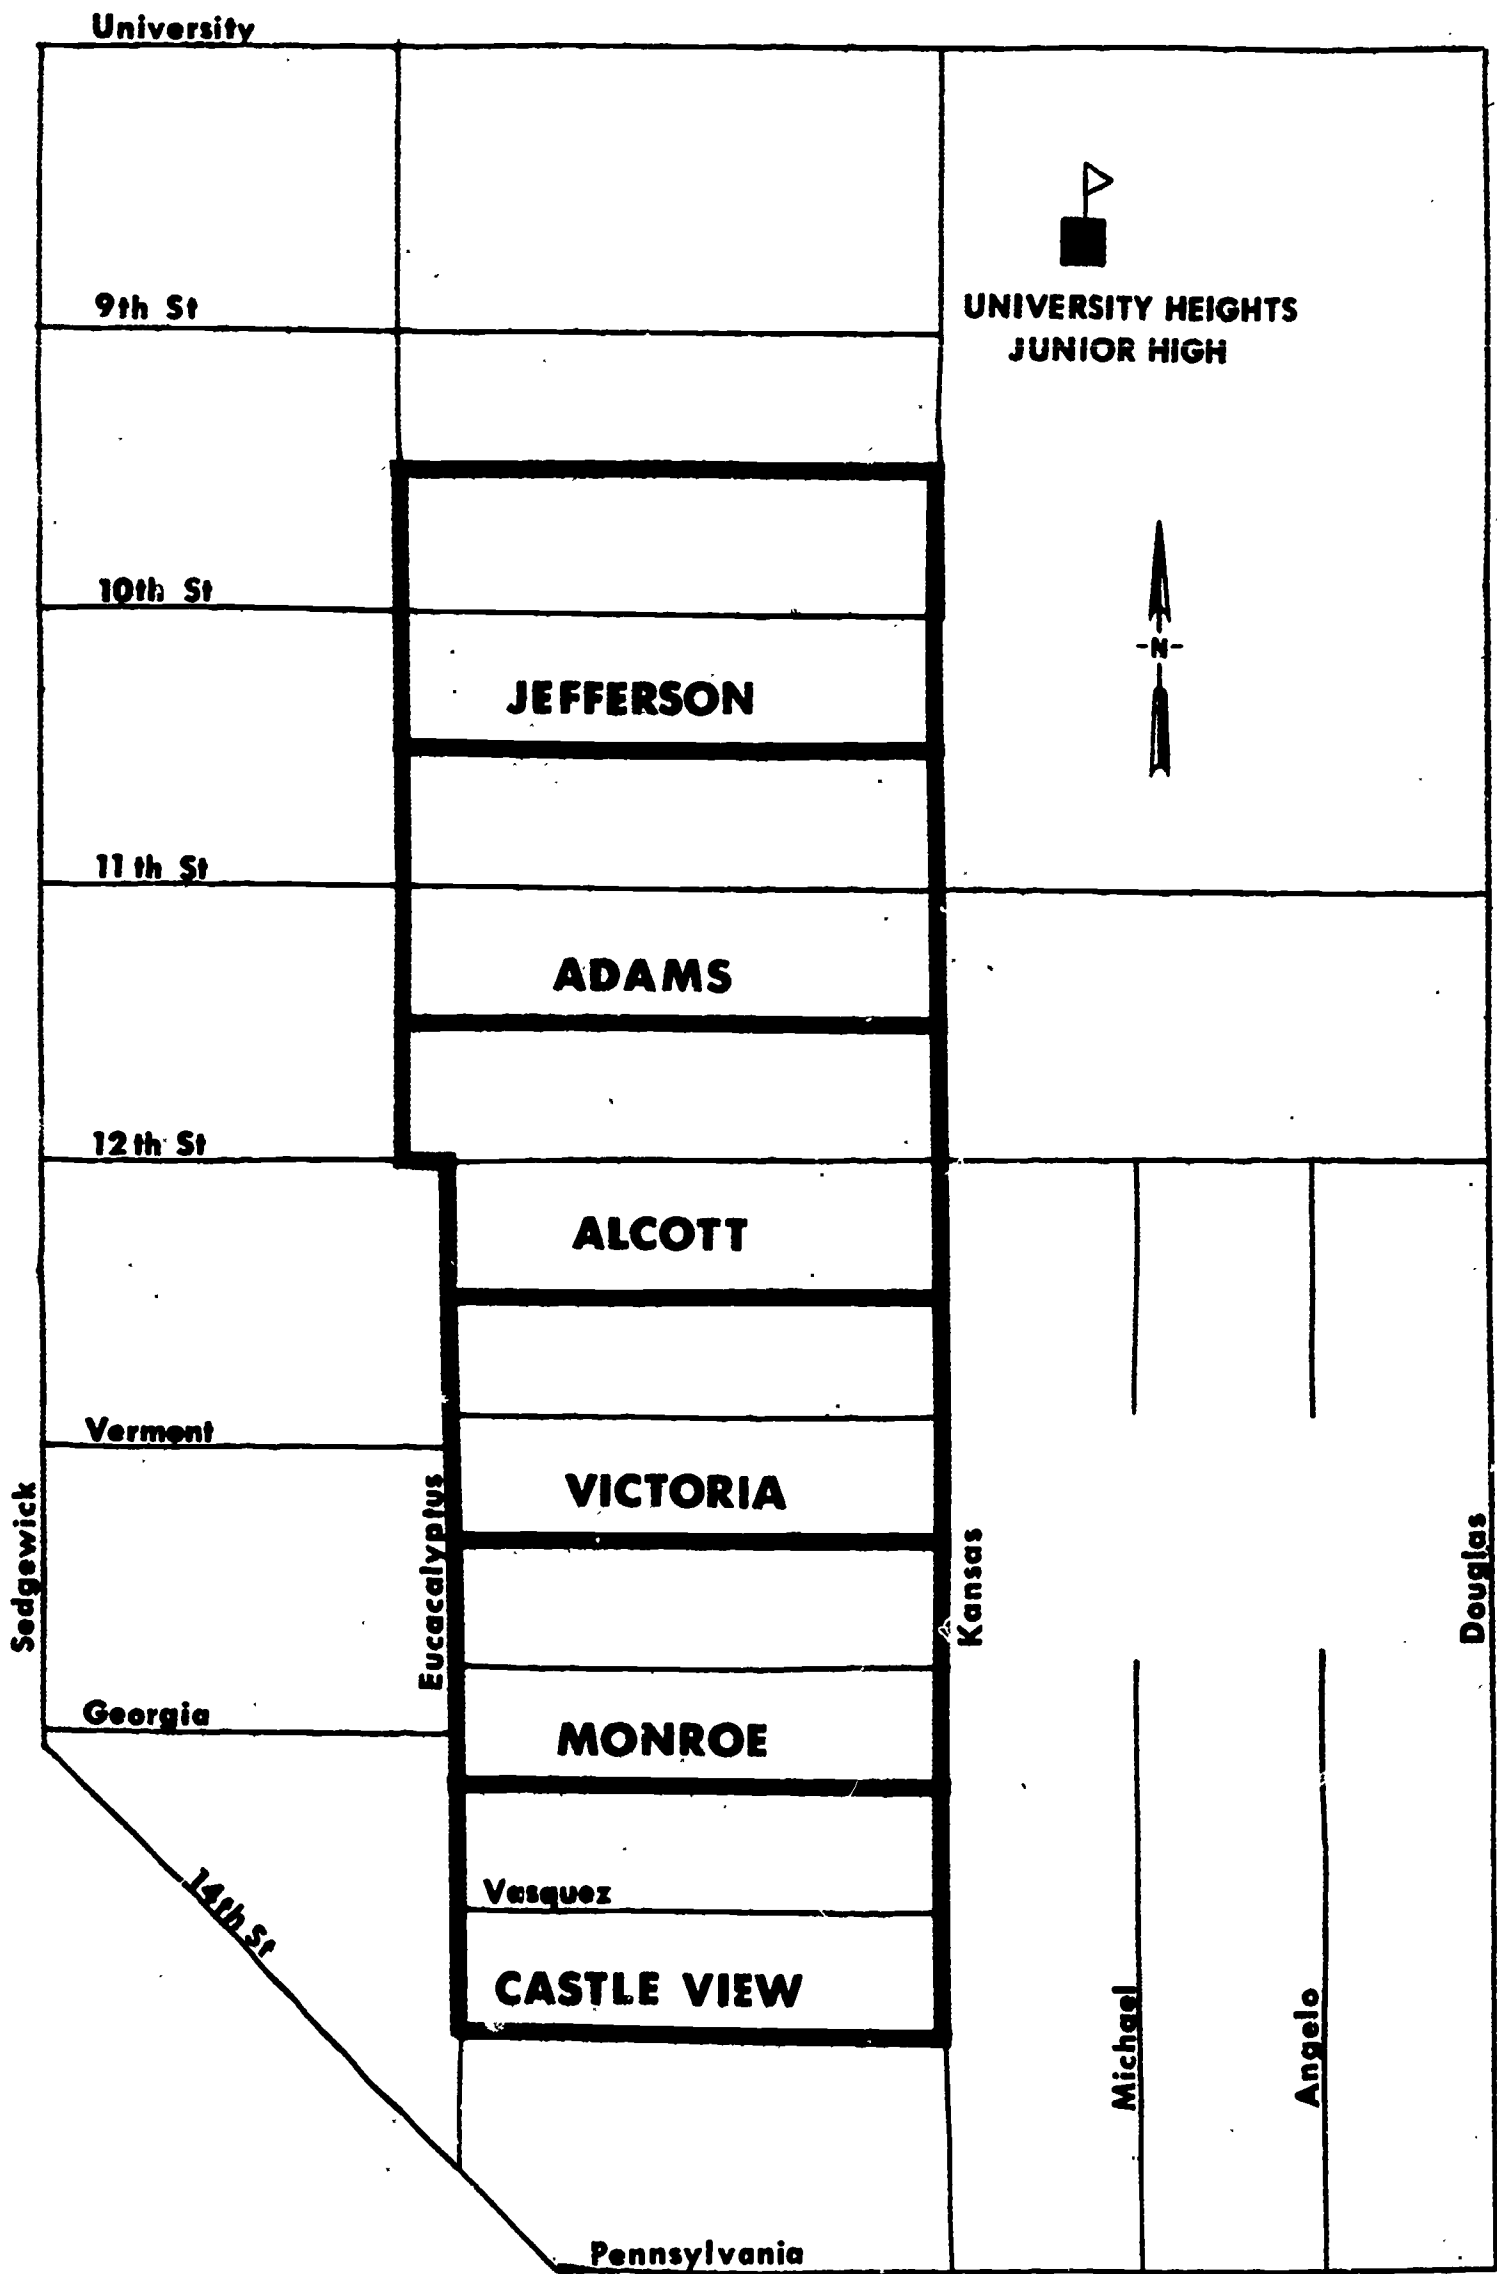 University
9th St
UNIVERSITY HEIGHTS
JUNIOR HIGH
10th St
-N-
JEFFERSON
11th St
ADAMS
12th St
ALCOTT
Vermont
VICTORIA
Sedgewick
Eucacalyptus
Kansas
Douglas
Georgia
MONROE
14th St
Vasquez
CASTLE VIEW
Michael
Angelo
Pennsylvania